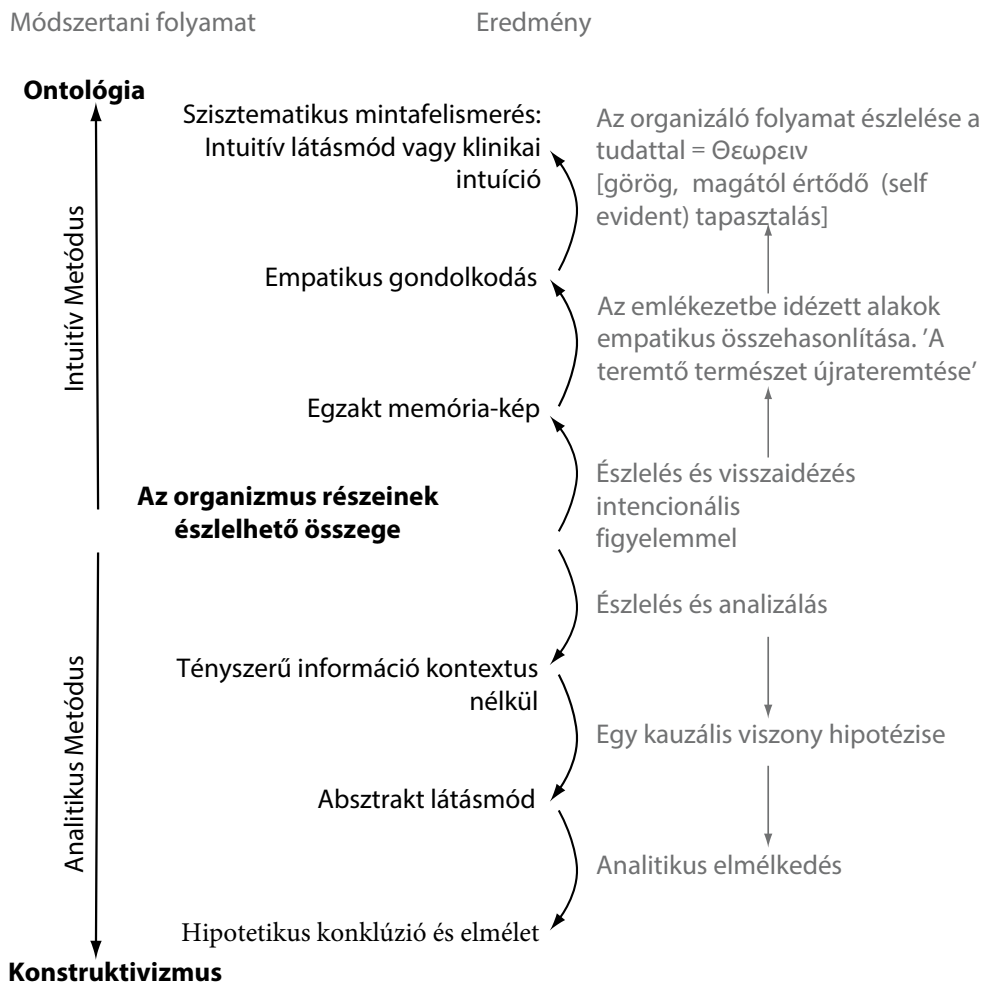 Módszertani folyamat
Eredmény
Ontológia
Szisztematikus mintafelismerés:
Intuitív látásmód vagy klinikai
intuíció
Az organizáló folyamat észlelése a
tudattal = Θεωρειν
[görög, magától értődő (self
evident) tapasztalás]
Intuitív Metódus
Empatikus gondolkodás
Az emlékezetbe idézett alakok
empatikus összehasonlítása. ’A
teremtő természet újrateremtése’
Egzakt memória-kép
Az organizmus részeinek
észlelhető összege
Észlelés és visszaidézés
intencionális
figyelemmel
Észlelés és analizálás
Analitikus Metódus
Tényszerű információ kontextus
nélkül
Egy kauzális viszony hipotézise
Absztrakt látásmód
Analitikus elmélkedés
Hipotetikus konklúzió és elmélet
Konstruktivizmus